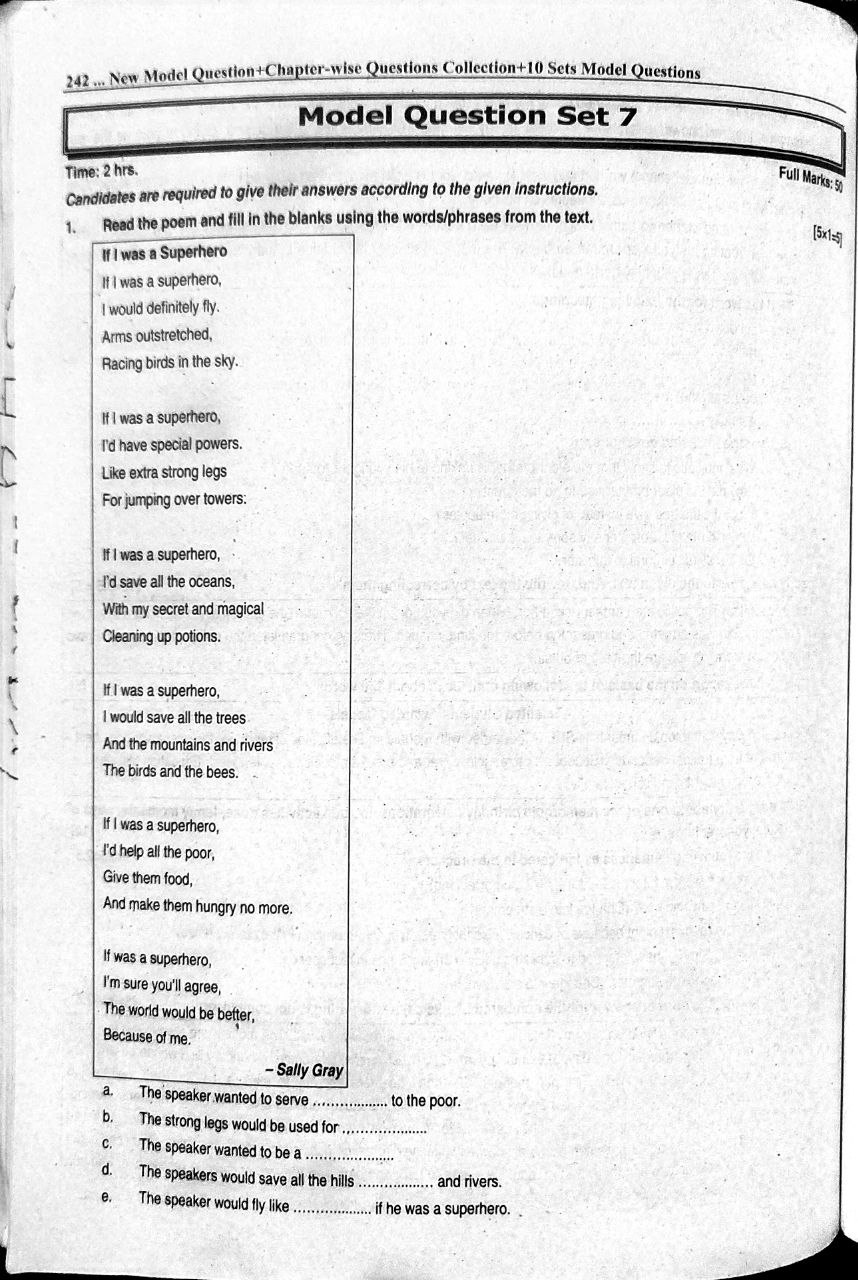 242 ... New Model Question+Chapter-wise Questions Collection+10 Sets Model Questions
Model Question Set 7
Time: 2 hrs.
Full Marks: 50
Candidates are required to give their answers according to the given instructions.
1. Read the poem and fill in the blanks using the words/phrases from the text.
[5x1=5]
If I was a Superhero
If I was a superhero,
I would definitely fly.
Arms outstretched,
Racing birds in the sky.
If I was a superhero,
I'd have special powers.
Like extra strong legs
For jumping over towers:
If I was a superhero,
I'd save all the oceans,
With my secret and magical
Cleaning up potions.
If I was a superhero,
I would save all the trees
And the mountains and rivers
The birds and the bees.
If I was a superhero,
I'd help all the poor,
Give them food,
And make them hungry no more.
If was a superhero,
I'm sure you'll agree,
The world would be better,
Because of me.
– Sally Gray
a. The speaker wanted to serve .................. to the poor.
b. The strong legs would be used for ....................
c. The speaker wanted to be a .....................
d. The speakers would save all the hills .................. and rivers.
e. The speaker would fly like ................... if he was a superhero.